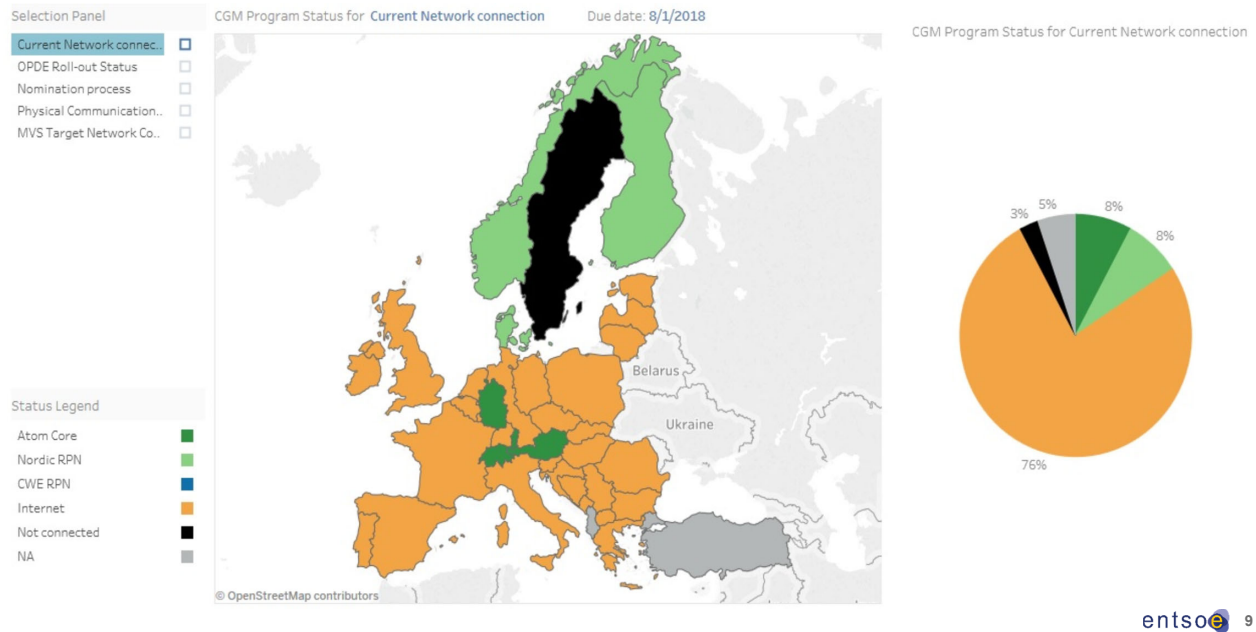 Selection Panel
Current Network connec..
OPDE Roll-out Status
Nomination process
Physical Communication..
MVS Target Network Co..
Status Legend
Atom Core
Nordic RPN
CWE RPN
Internet
Not connected
NA
CGM Program Status for Current Network connection Due date: 8/1/2018
Belarus
Ukraine
© OpenStreetMap contributors
CGM Program Status for Current Network connection
3%
5%
8%
8%
76%
entsoe 9